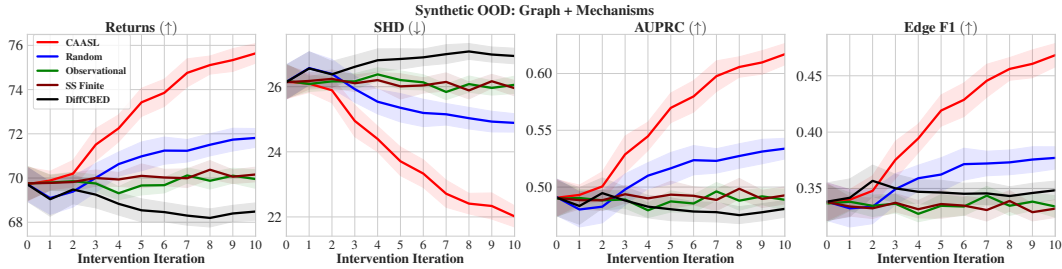 Synthetic OOD: Graph + Mechanisms
Returns (↑)
CAASL
Random
Observational
SS Finite
DiffCBED
76
74
72
70
68
0 1 2 3 4 5 6 7 8 9 10
Intervention Iteration
SHD (↓)
28
26
24
22
0 1 2 3 4 5 6 7 8 9 10
Intervention Iteration
AUPRC (↑)
0.60
0.55
0.50
0 1 2 3 4 5 6 7 8 9 10
Intervention Iteration
Edge F1 (↑)
0.45
0.40
0.35
0 1 2 3 4 5 6 7 8 9 10
Intervention Iteration